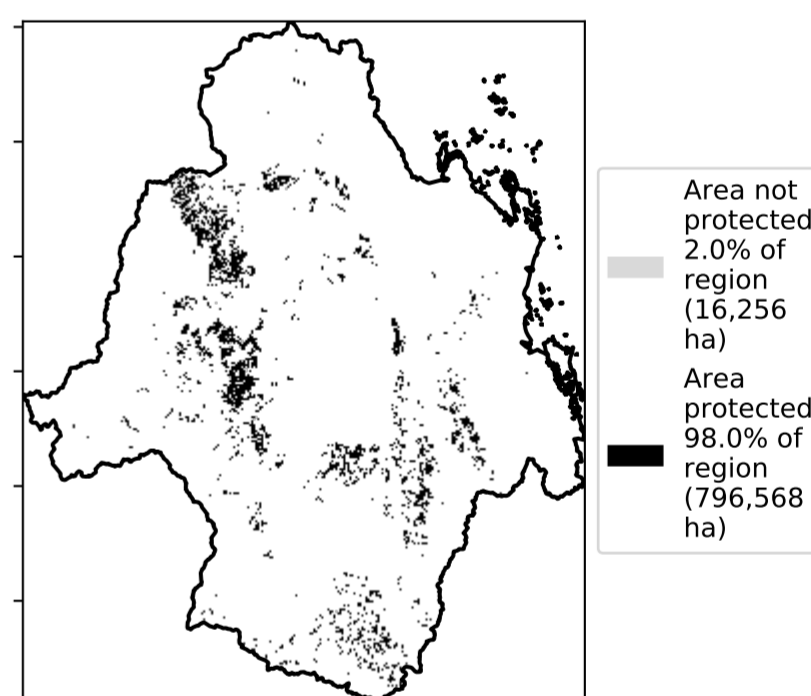 Area not
protected
2.0% of
region
(16,256
ha)
Area
protected
98.0% of
region
(796,568
ha)